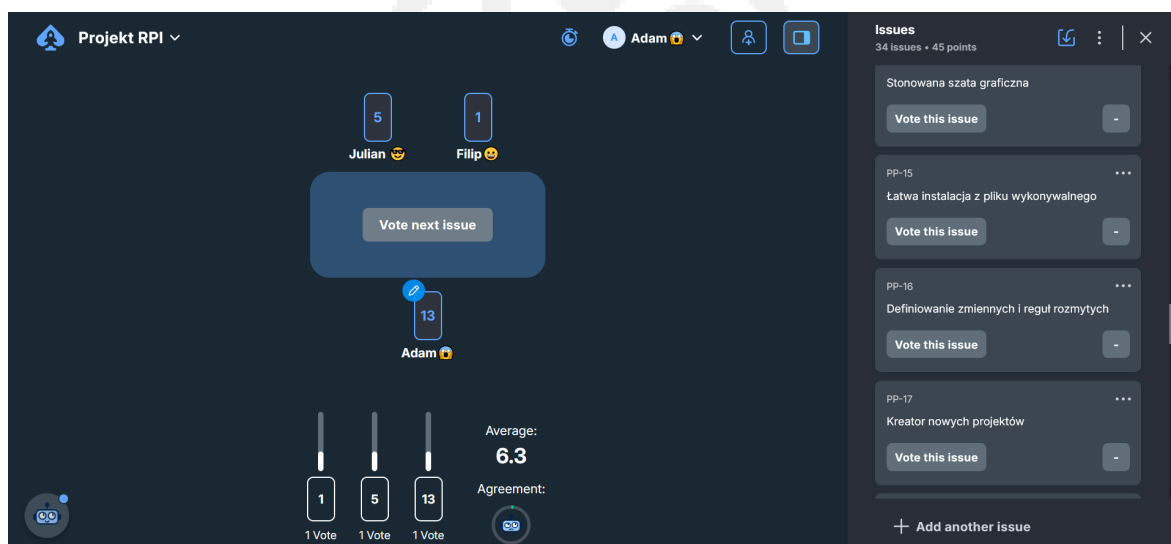 Projekt RPI
A Adam
5
1
Julian
Filip
Vote next issue
13
Adam
1
5
13
1 Vote
1 Vote
1 Vote
Average:
6.3
Agreement:
Issues
34 issues • 45 points
Stonowana szata graficzna
Vote this issue
-
PP-15
Łatwa instalacja z pliku wykonywalnego
Vote this issue
-
PP-16
Definiowanie zmiennych i reguł rozmytych
Vote this issue
-
PP-17
Kreator nowych projektów
Vote this issue
-
Add another issue